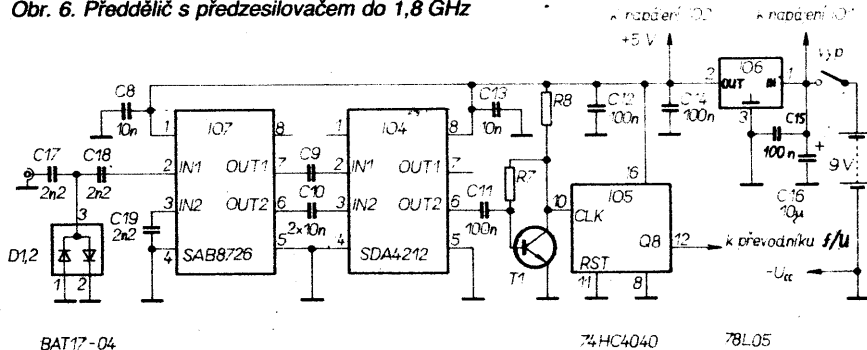 Obr. 6. Předdělič s předzesilovačem do 1,8 GHz
k napájení IO2
k napájení IO1
+5 V
C8
10n
1
IO7
8
C13
10n
1
IO4
8
R8
C12
100n
C14
100n
2
OUT
IO6
IN
1
3
vyp.
C15
100n
+
C16
10µ
9V
C17
2n2
C18
2n2
2
IN1
OUT1
7
C9
2
IN1
OUT1
7
3
IN2
OUT2
6
C10
2x10n
3
IN2
OUT2
6
C11
100n
R7
T1
C19
2n2
4
SAB8726
5
4
SDA4212
5
3
D1,2
1
2
16
IO5
10
CLK
Q8
12
k převodníku f/U
RST
11
8
-Ucc
BAT17-04
74HC4040
78L05